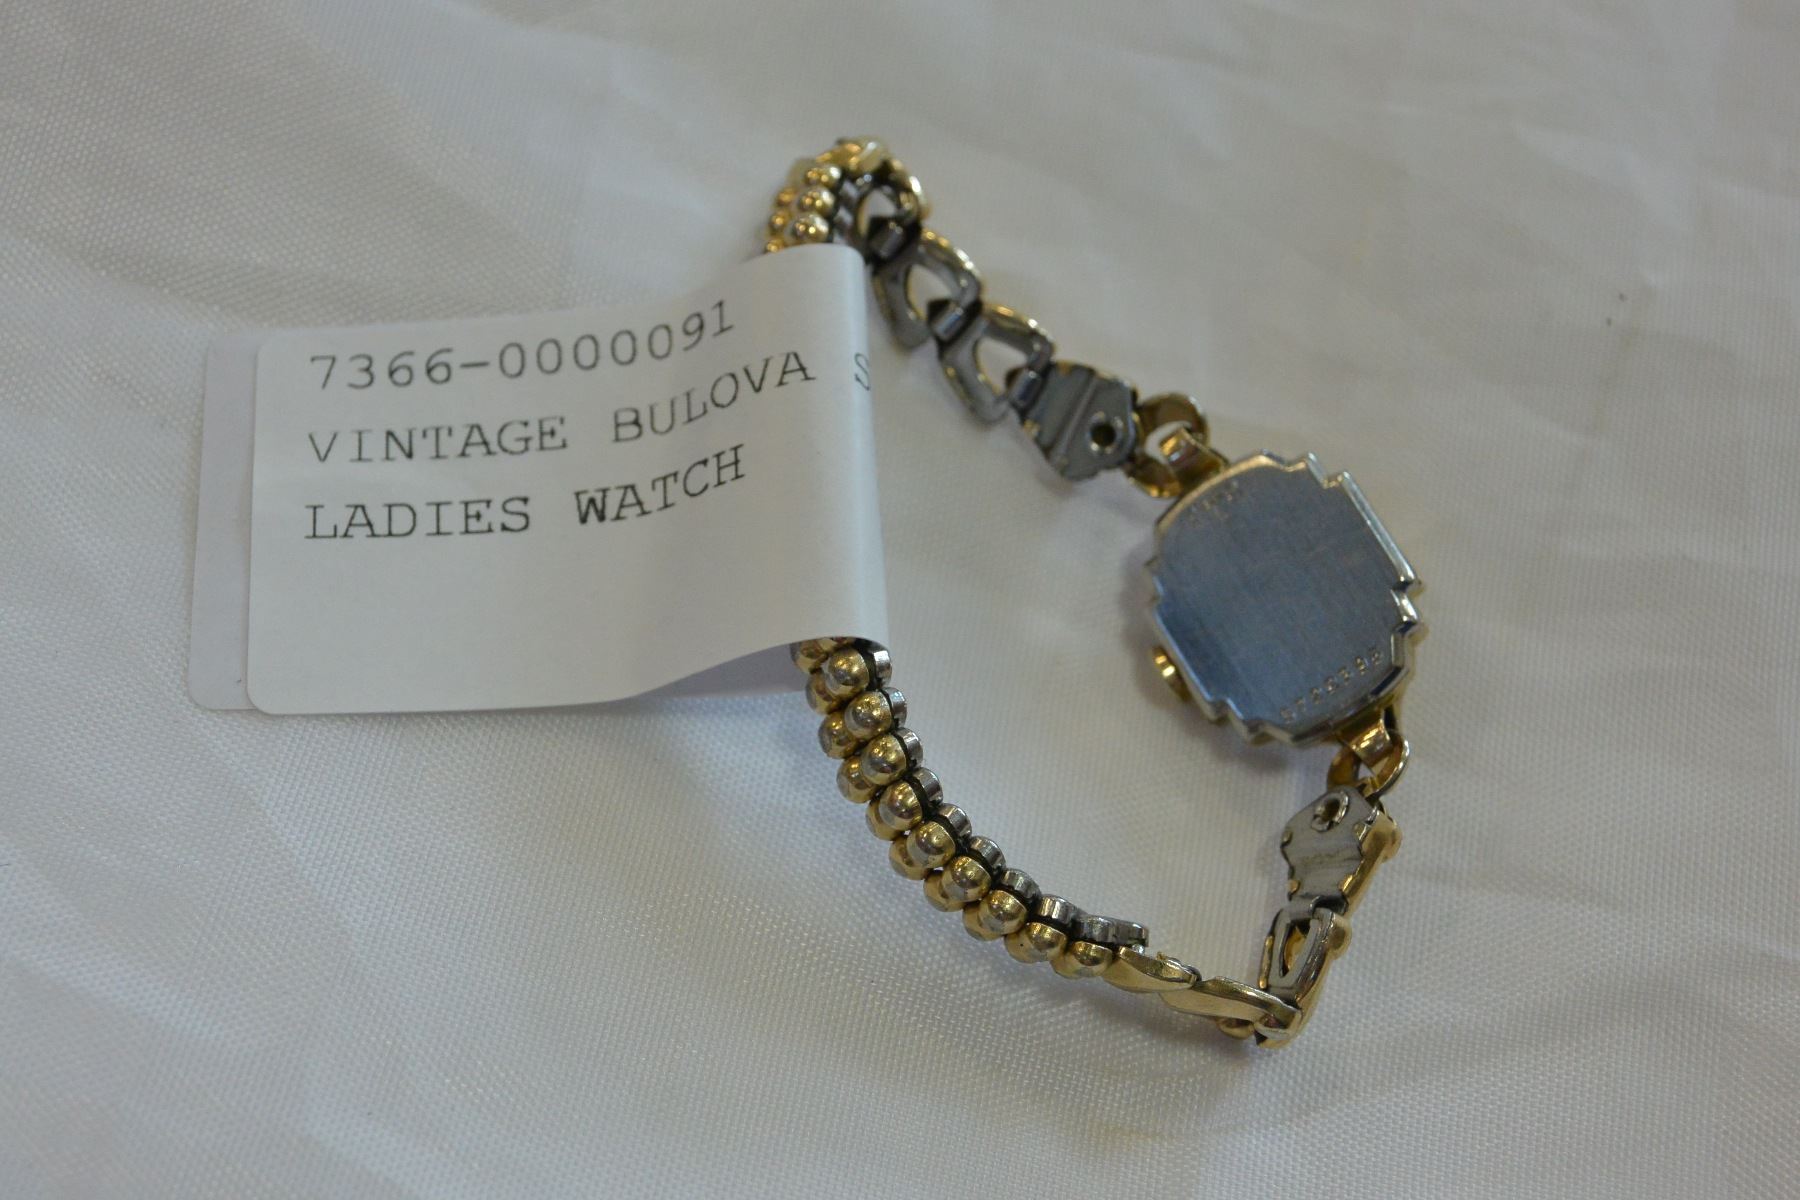 7366-0000091
VINTAGE BULOVA S
LADIES WATCH